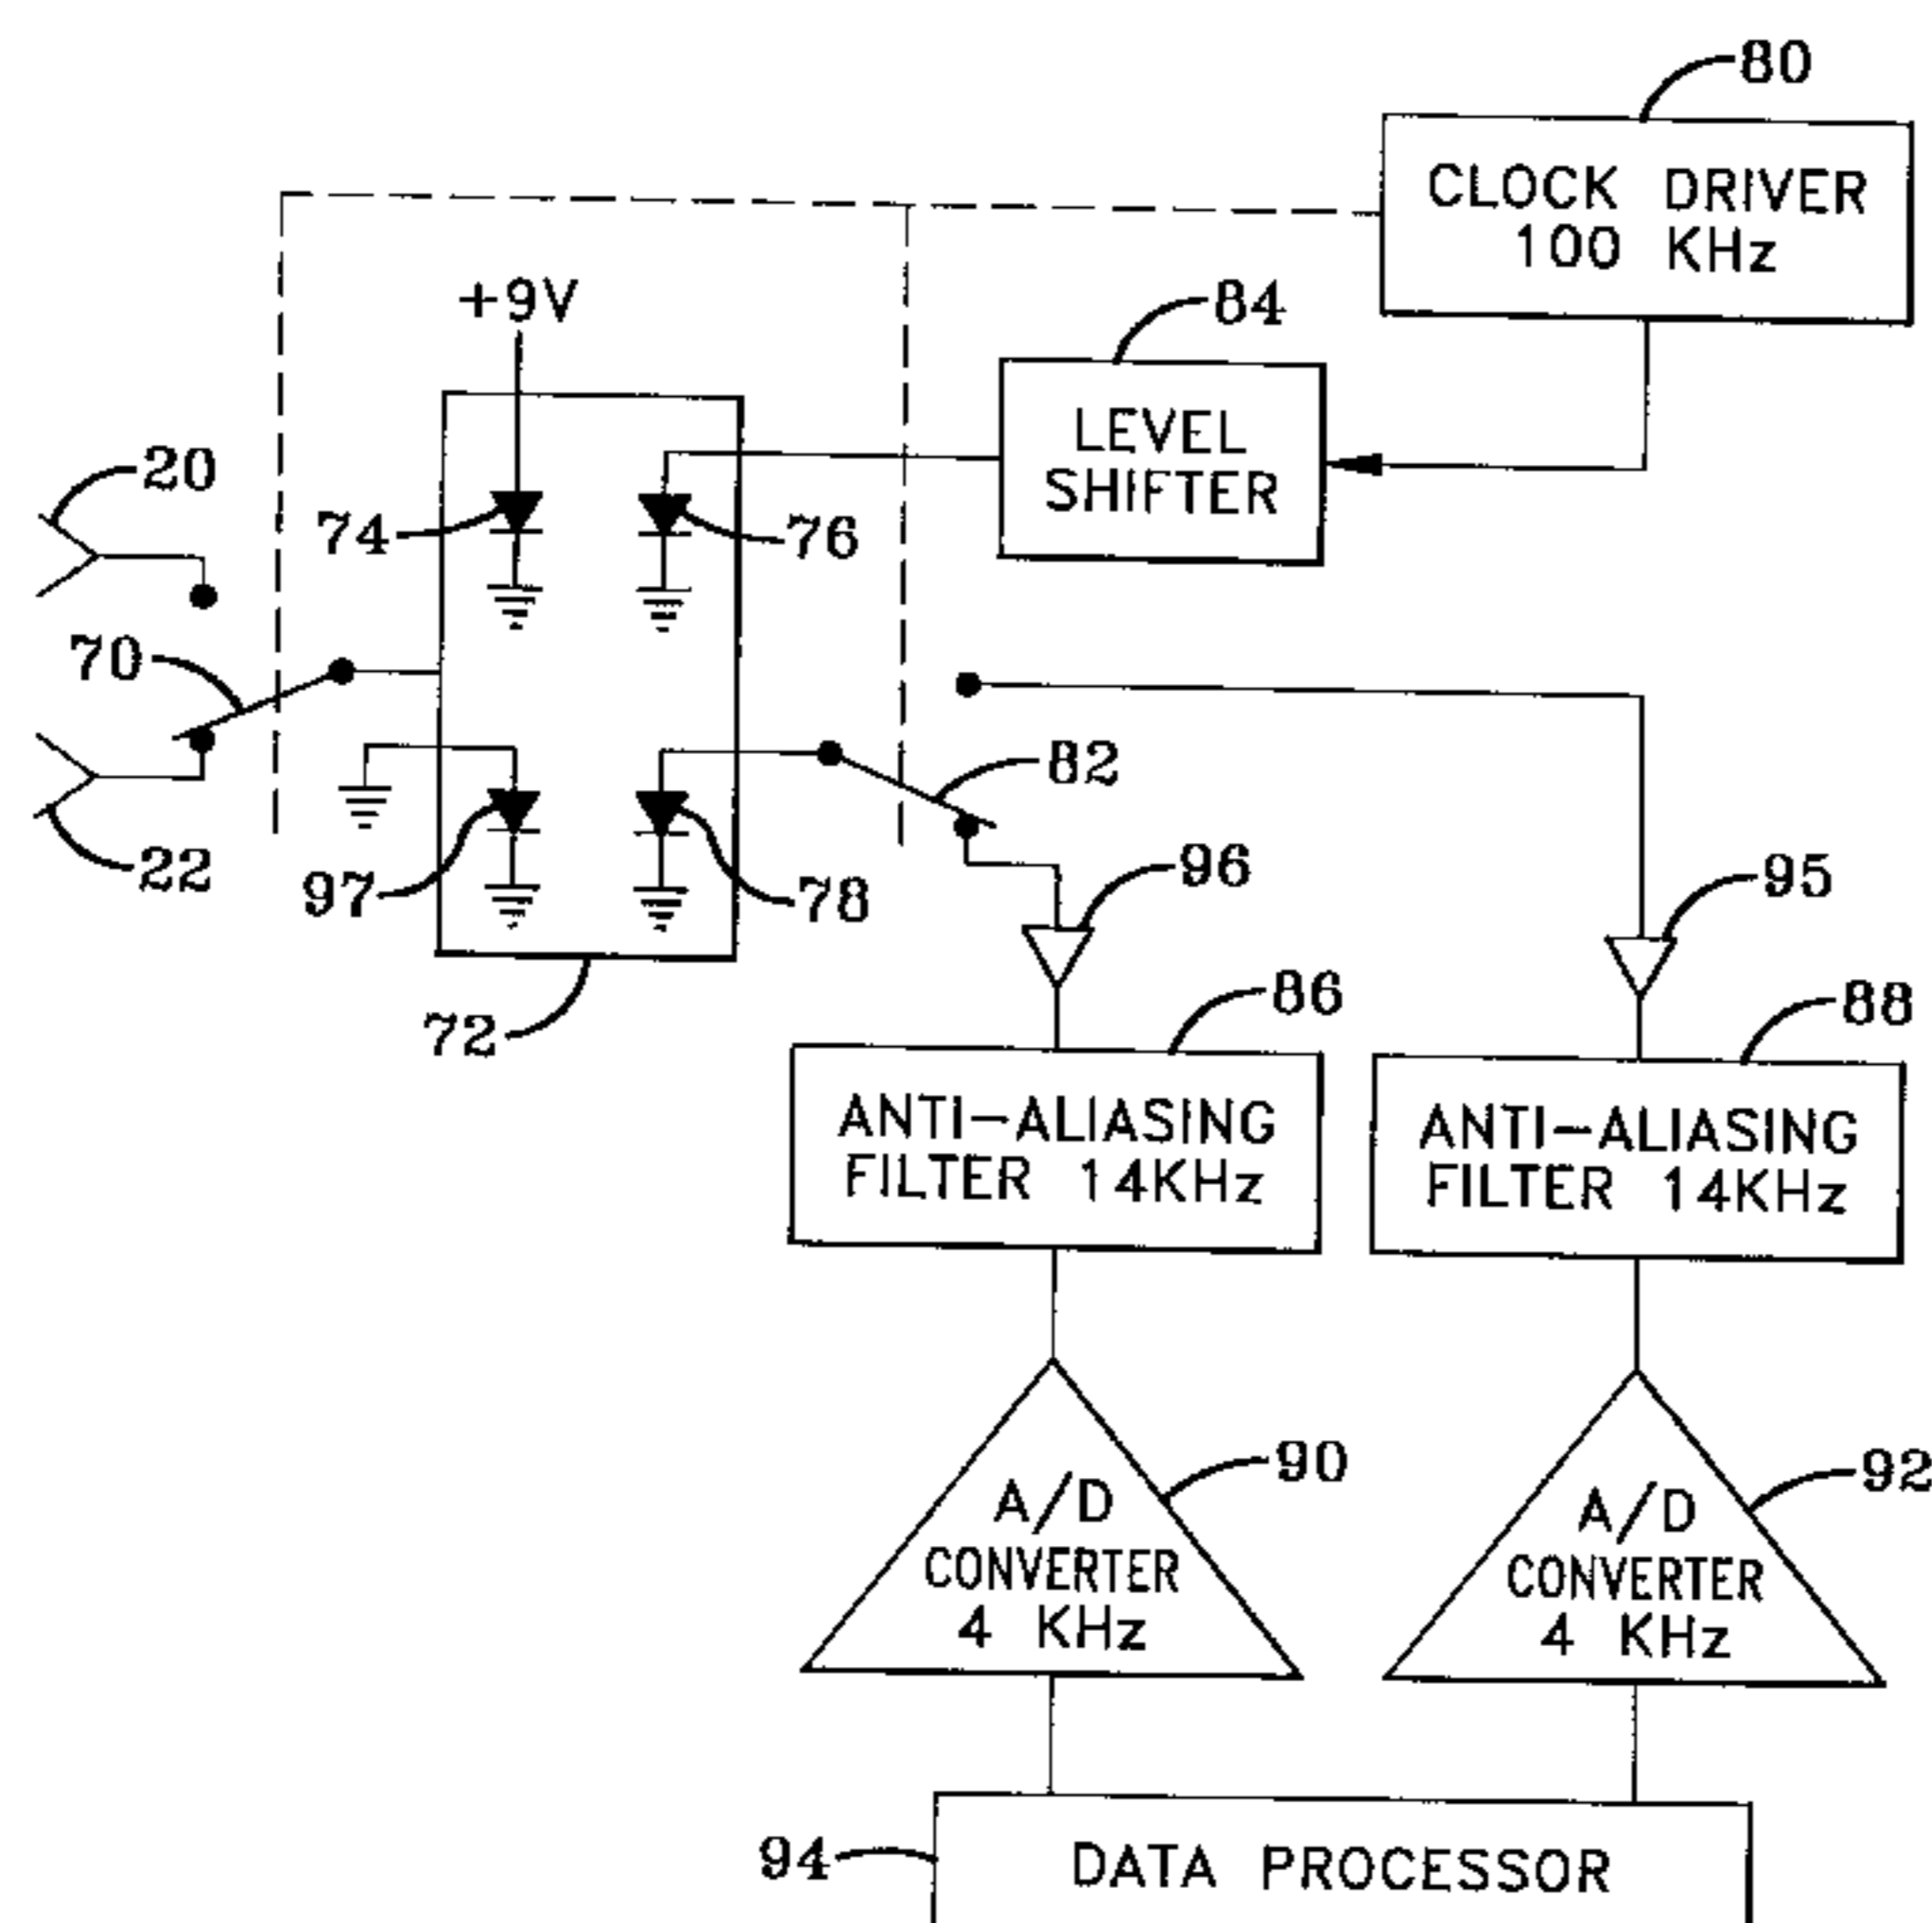 80
CLOCK DRIVER
100 KHz
+9V
84
LEVEL
SHIFTER
20
74
76
70
82
22
97
78
96
95
72
86
88
ANTI-ALIASING
FILTER 14KHz
ANTI-ALIASING
FILTER 14KHz
90
92
A/D
CONVERTER
4 KHz
A/D
CONVERTER
4 KHz
94
DATA PROCESSOR